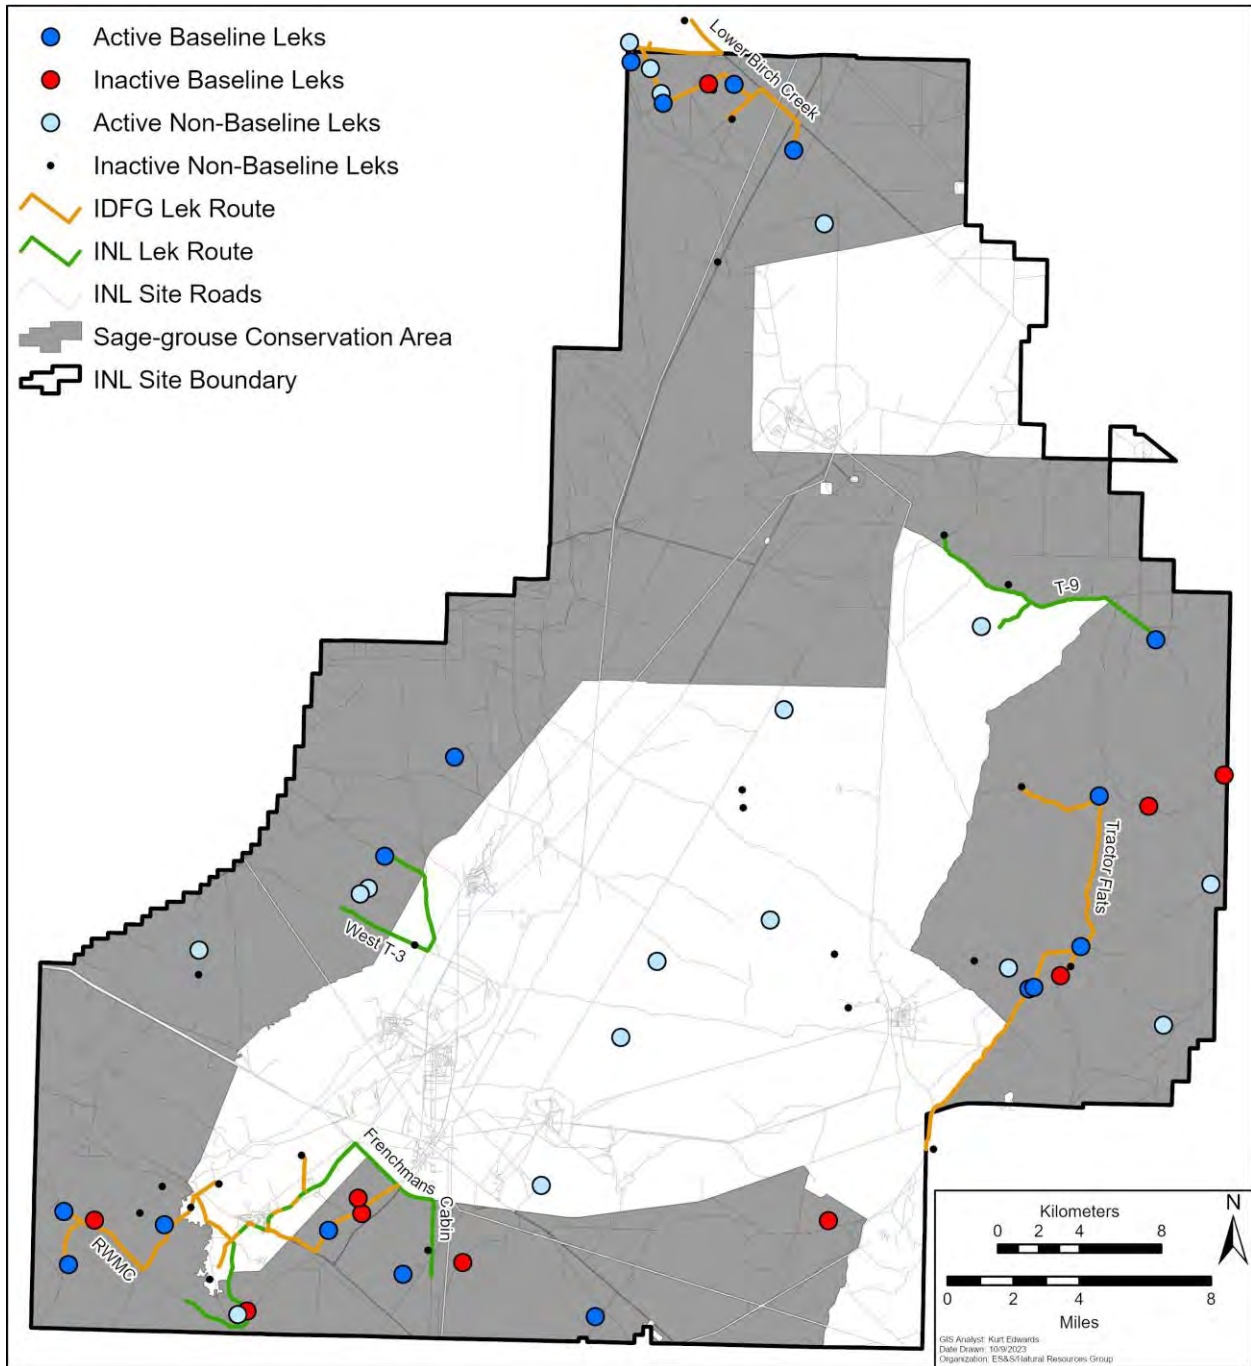 Active Baseline Leks
Inactive Baseline Leks
Active Non-Baseline Leks
Inactive Non-Baseline Leks
IDFG Lek Route
INL Lek Route
INL Site Roads
Sage-grouse Conservation Area
INL Site Boundary
Lower Birch Creek
T-9
Tractor Flats
West T-3
Frenchmans Cabin
RWMC
Kilometers
0 2 4 8
N
0 2 4 8
Miles
GIS Analyst: Kurt Edwards
Date Drawn: 10/9/2023
Organization: ES&S/Natural Resources Group